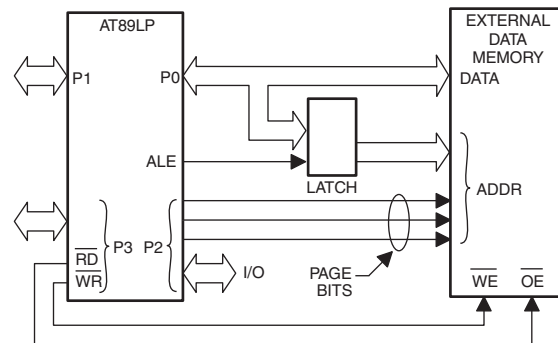 AT89LP
EXTERNAL
DATA
MEMORY
P1
P0
DATA
ALE
LATCH
ADDR
P3
P2
RD
WR
I/O
PAGE
BITS
WE
OE